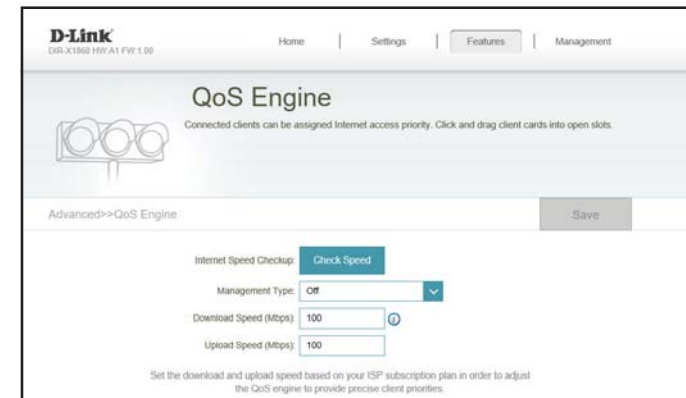 D-Link
DIR-X1860 HW:A1 FW:1.00
Home | Settings | Features | Management
QoS Engine
Connected clients can be assigned Internet access priority. Click and drag client cards into open slots.
Advanced>>QoS Engine
Save
Internet Speed Checkup: Check Speed
Management Type: Off
Download Speed (Mbps): 100
Upload Speed (Mbps): 100
Set the download and upload speed based on your ISP subscription plan in order to adjust
the QoS engine to provide precise client priorities.